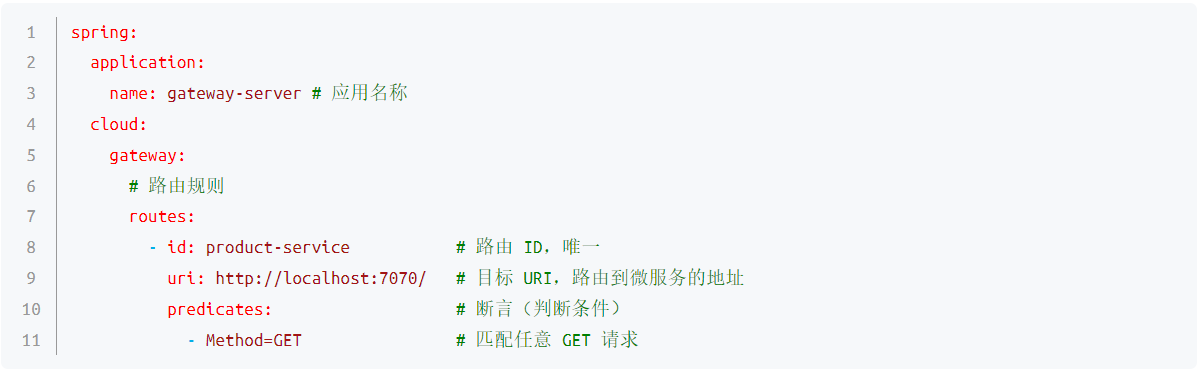 1 spring:
2   application:
3     name: gateway-server # 应用名称
4   cloud:
5     gateway:
6       # 路由规则
7       routes:
8         - id: product-service           # 路由 ID，唯一
9           uri: http://localhost:7070/   # 目标 URI，路由到微服务的地址
10           predicates:                   # 断言（判断条件）
11             - Method=GET                # 匹配任意 GET 请求